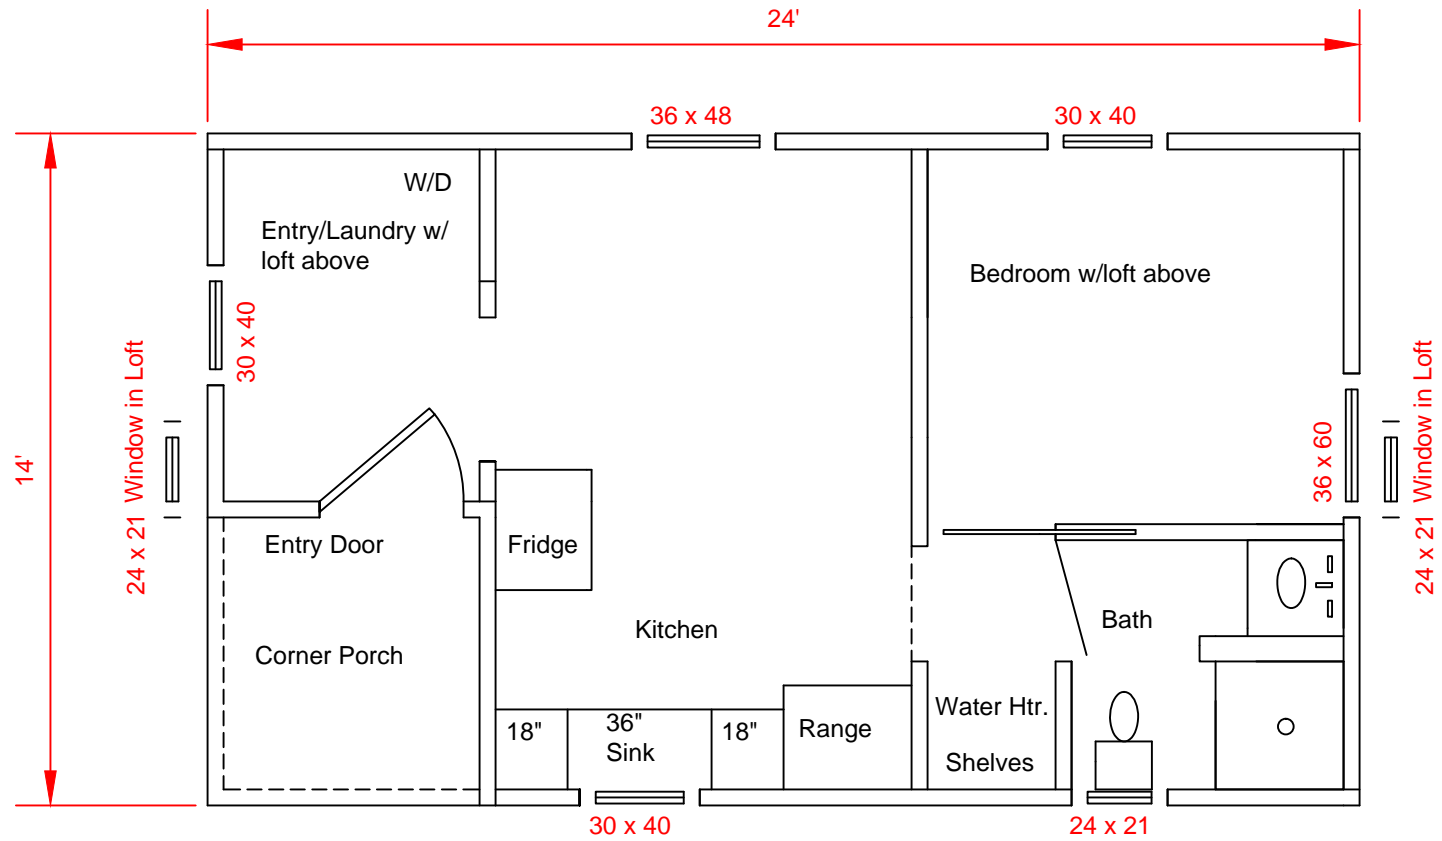 24'
36 x 48
30 x 40
W/D
Entry/Laundry w/
loft above
Bedroom w/loft above
30 x 40
24 x 21 Window in Loft
14'
36 x 60
24 x 21 Window in Loft
Entry Door
Fridge
Corner Porch
Kitchen
Bath
18"
36"
Sink
18"
Range
Water Htr.
Shelves
30 x 40
24 x 21